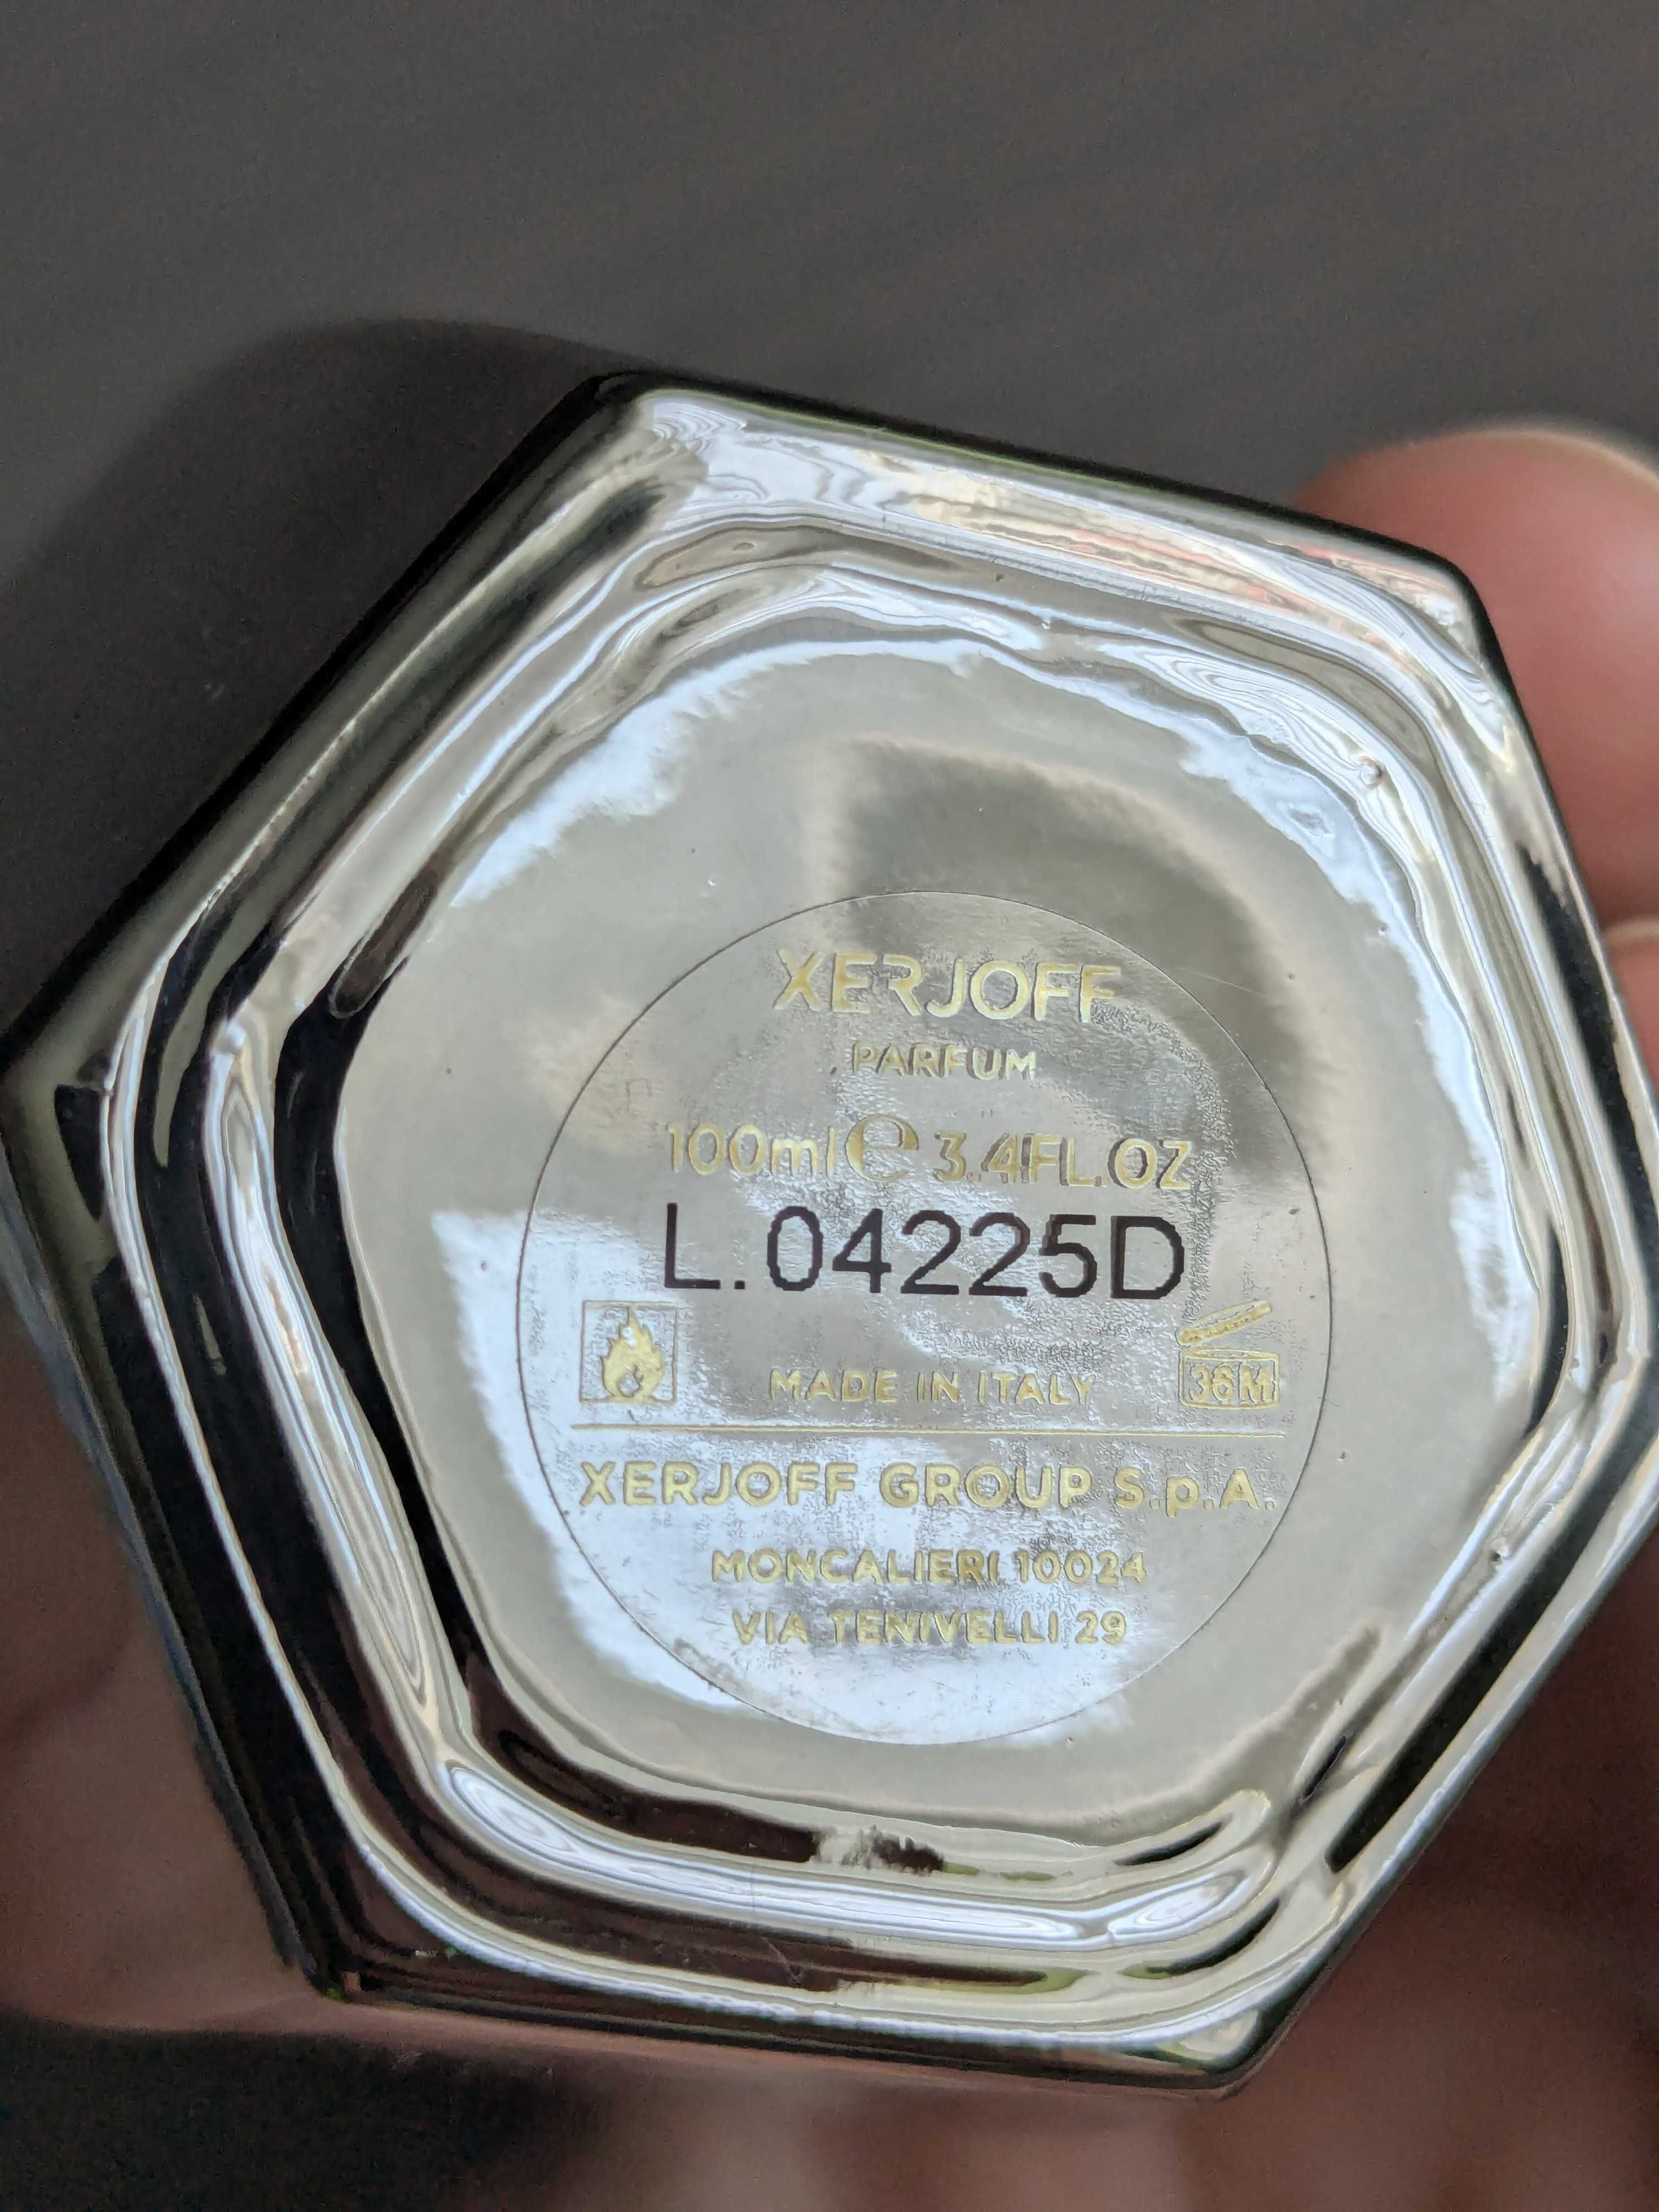 XERJOFF
PARFUM
100ml e 3.4FL.OZ
L.04225D
MADE IN ITALY
36M
XERJOFF GROUP S.p.A.
MONCALIERI 10024
VIA TENIVELLI 29